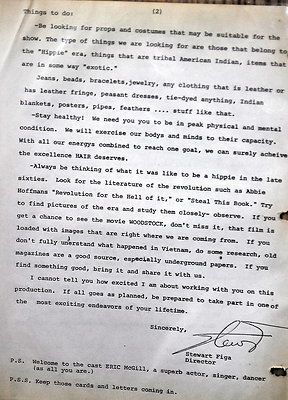 Things to do: (2)
-Be looking for props and costumes that may be suitable for the
show. The type of things we are looking for are those that belong to
the "Hippie" era, things that are tribal American Indian, items that
are in some way "exotic."
Jeans, beads, bracelets,jewelry, any clothing that is leather or
has leather fringe, peasant dresses, tie-dyed anything, Indian
blankets, posters, pipes, feathers .... stuff like that.
-Stay healthy! We need you you to be in peak physical and mental
condition. We will exercise our bodys and minds to their capacity.
With all our energys combined to reach one goal, we can surely acheive
the excellence HAIR deserves.
-Always be thinking of what it was like to be a hippie in the late
sixties. Look for the literature of the revolution such as Abbie
Hoffmans "Revolution for the Hell of it," or "Steal This Book." Try
to find pictures of the era and study them closely- observe. If you
get a chance to see the movie WOODSTOCK, don't miss it, that film is
loaded with images that are right where we are coming from. If you
don't fully understand what happened in Vietnam, do some research, old
magazines are a good source, especially underground papers. If you
find something good, bring it and share it with us.
I cannot tell you how excited I am about working with you on this
production. If all goes as planned, be prepared to take part in one of
the most exciting endeavors of your lifetime.
Sincerely,
Stew
Stewart Figa
Director
P.S. Welcome to the cast ERIC McGILL, a superb actor, singer, dancer
(as all you are.)
P.S.S. Keep those cards and letters coming in.